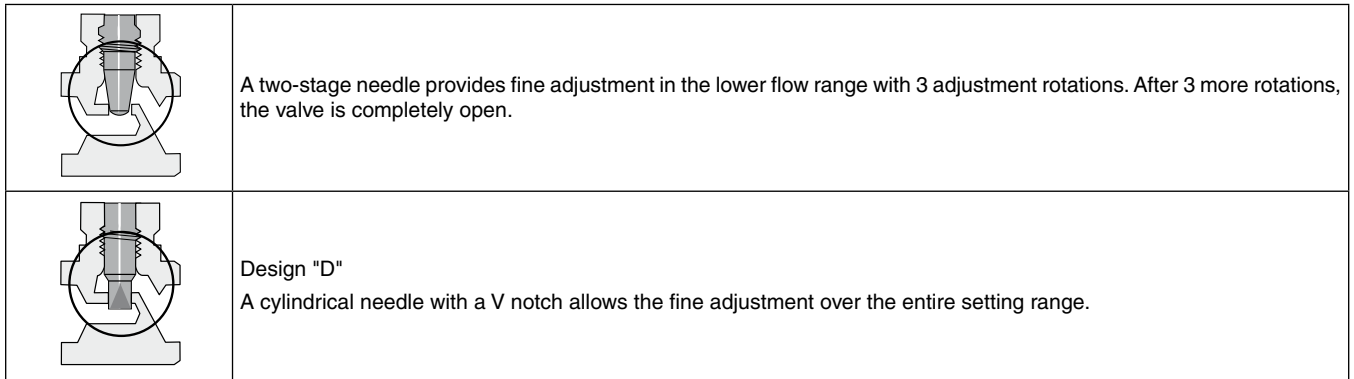 A two-stage needle provides fine adjustment in the lower flow range with 3 adjustment rotations. After 3 more rotations,
the valve is completely open.
Design "D"
A cylindrical needle with a V notch allows the fine adjustment over the entire setting range.